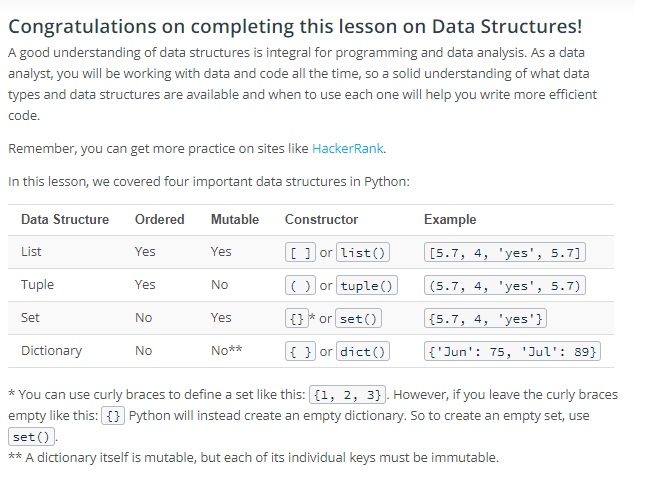 Congratulations on completing this lesson on Data Structures!
A good understanding of data structures is integral for programming and data analysis. As a data
analyst, you will be working with data and code all the time, so a solid understanding of what data
types and data structures are available and when to use each one will help you write more efficient
code.
Remember, you can get more practice on sites like HackerRank.
In this lesson, we covered four important data structures in Python:
Data Structure Ordered Mutable Constructor Example
List Yes Yes [ ] or list() [5.7, 4, 'yes', 5.7]
Tuple Yes No ( ) or tuple() (5.7, 4, 'yes', 5.7)
Set No Yes {}* or set() {5.7, 4, 'yes'}
Dictionary No No** { } or dict() {'Jun': 75, 'Jul': 89}
* You can use curly braces to define a set like this: {1, 2, 3}. However, if you leave the curly braces
empty like this: {} Python will instead create an empty dictionary. So to create an empty set, use
set().
** A dictionary itself is mutable, but each of its individual keys must be immutable.